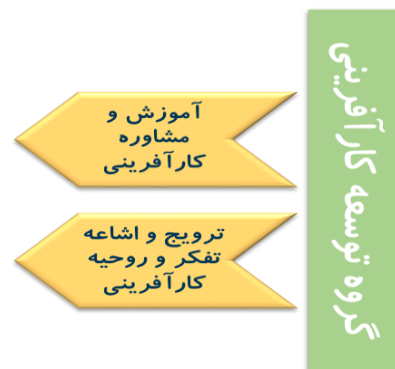 گروه توسعه کارآفرینی
آموزش و
مشاوره
کارآفرینی
ترویج و اشاعه
تفکر و روحیه
کارآفرینی